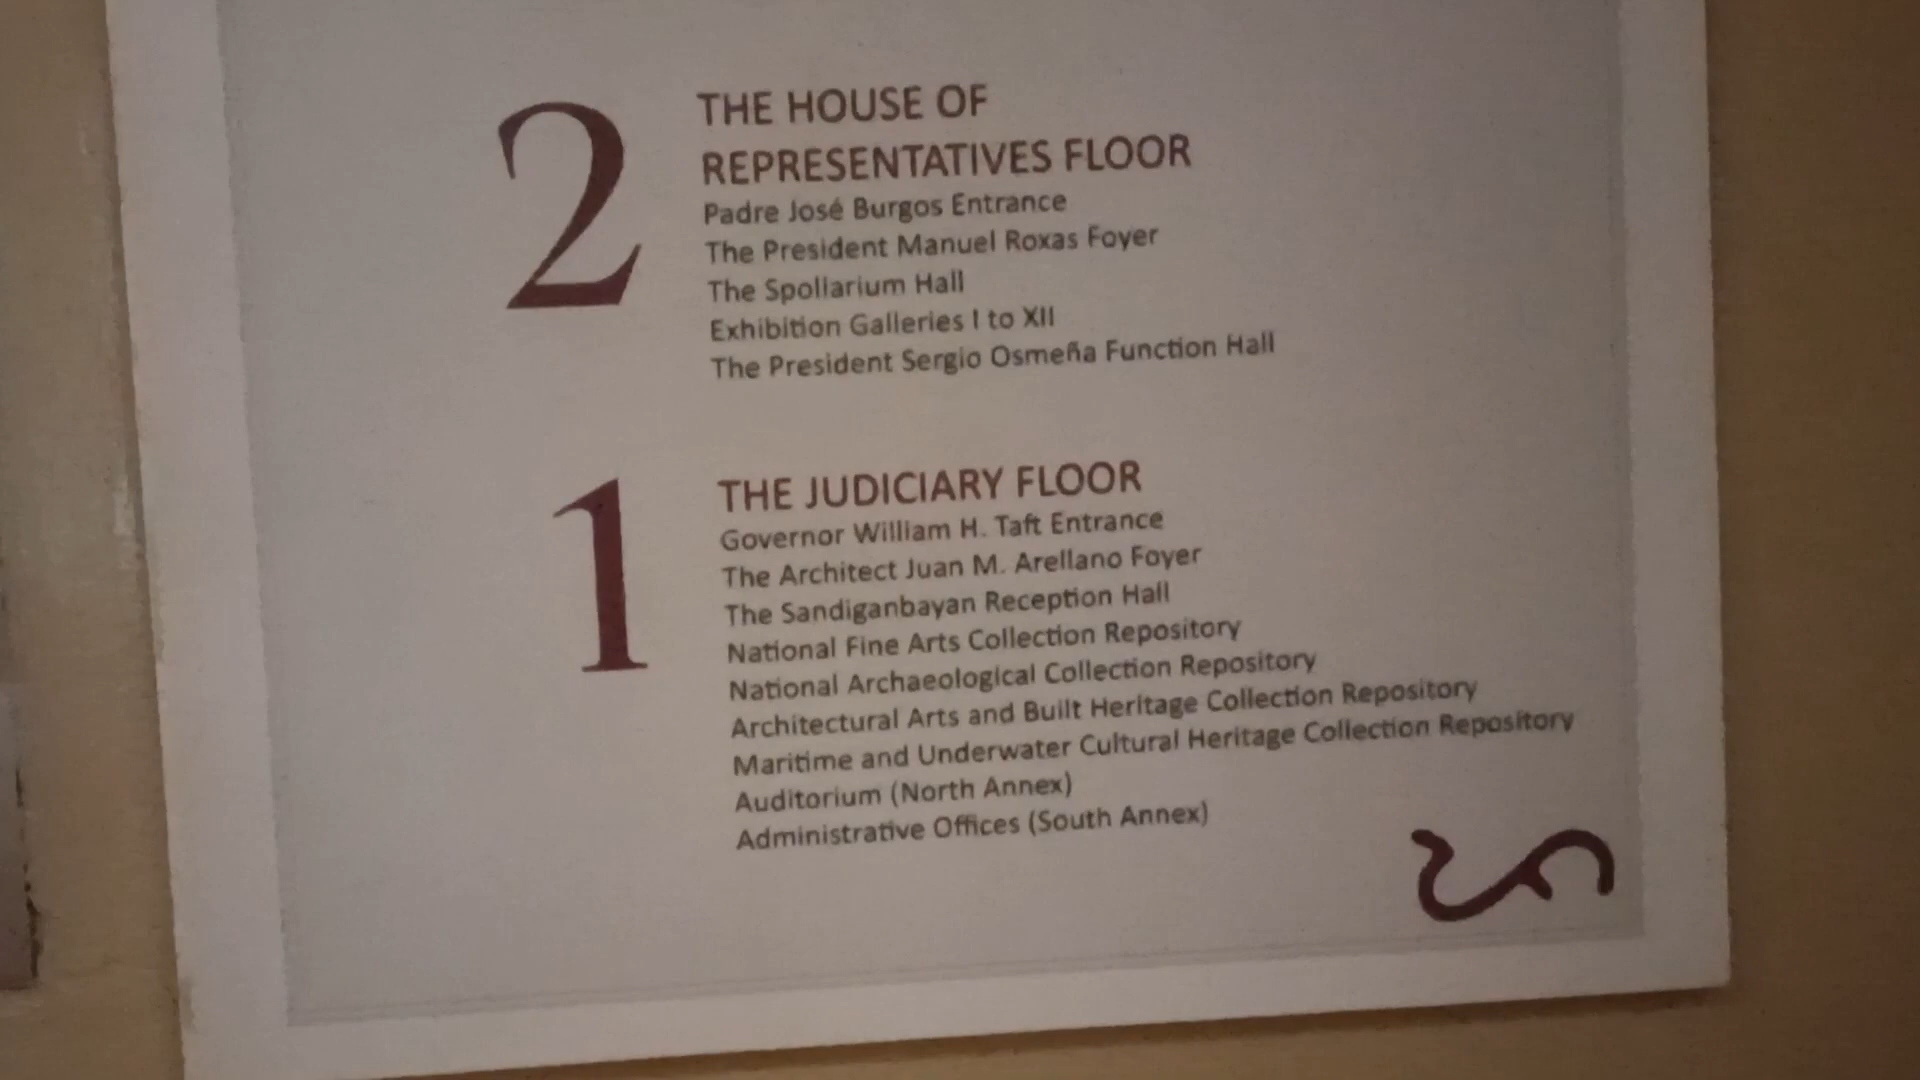 2
THE HOUSE OF
REPRESENTATIVES FLOOR
Padre José Burgos Entrance
The President Manuel Roxas Foyer
The Spoliarium Hall
Exhibition Galleries I to XII
The President Sergio Osmeña Function Hall
1
THE JUDICIARY FLOOR
Governor William H. Taft Entrance
The Architect Juan M. Arellano Foyer
The Sandiganbayan Reception Hall
National Fine Arts Collection Repository
National Archaeological Collection Repository
Architectural Arts and Built Heritage Collection Repository
Maritime and Underwater Cultural Heritage Collection Repository
Auditorium (North Annex)
Administrative Offices (South Annex)